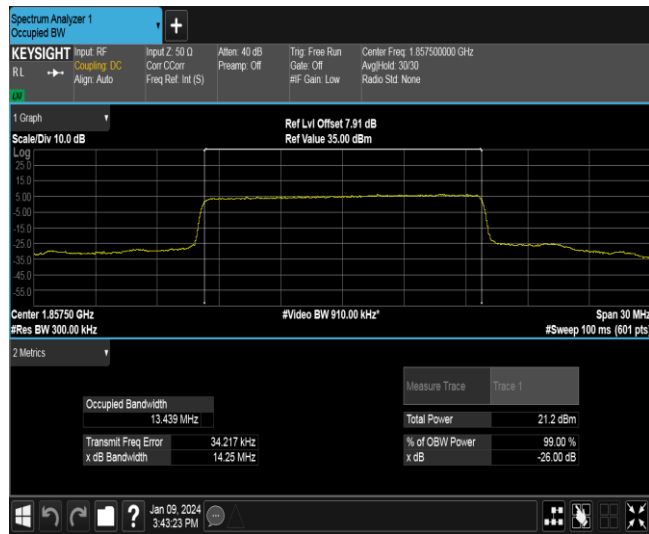 Spectrum Analyzer 1
Occupied BW
+
KEYSIGHT Input: RF Input Z: 50 Ω Atten: 40 dB Trig: Free Run Center Freq: 1.857500000 GHz
RL Coupling: DC Corr CCorr Preamp: Off Gate: Off Avg|Hold: 30/30
Align: Auto Freq Ref: Int (S) #IF Gain: Low Radio Std: None
1 Graph
Ref Lvl Offset 7.91 dB
Scale/Div 10.0 dB Ref Value 35.00 dBm
Log
25.0
15.0
5.00
-5.00
-15.0
-25.0
-35.0
-45.0
-55.0
Center 1.85750 GHz #Video BW 910.00 kHz* Span 30 MHz
#Res BW 300.00 kHz #Sweep 100 ms (601 pts)
2 Metrics
Measure Trace Trace 1
Occupied Bandwidth
13.439 MHz
Total Power 21.2 dBm
Transmit Freq Error 34.217 kHz % of OBW Power 99.00 %
x dB Bandwidth 14.25 MHz x dB -26.00 dB
? Jan 09, 2024
3:43:23 PM